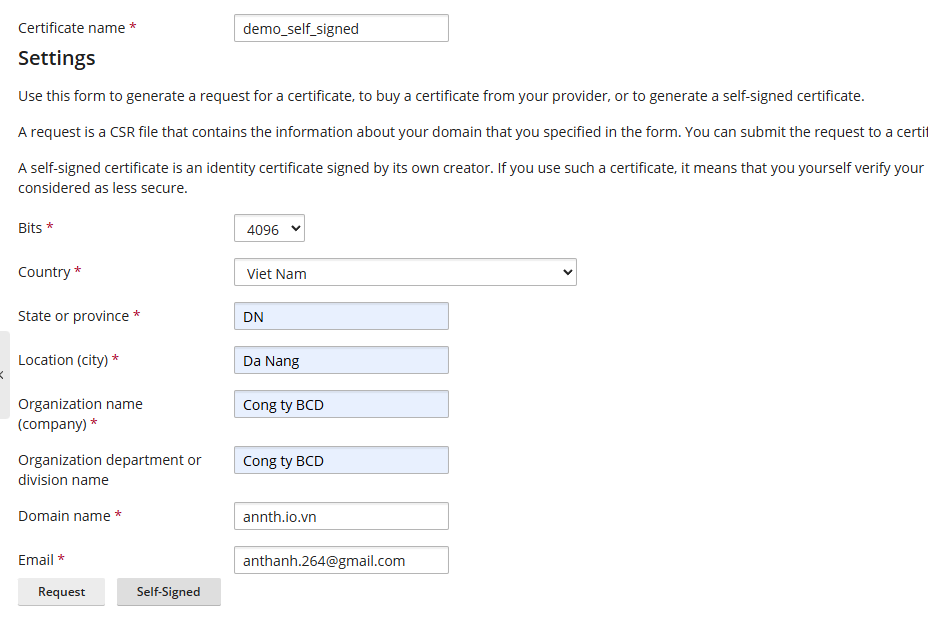 Certificate name *
demo_self_signed
Settings
Use this form to generate a request for a certificate, to buy a certificate from your provider, or to generate a self-signed certificate.
A request is a CSR file that contains the information about your domain that you specified in the form. You can submit the request to a certif
A self-signed certificate is an identity certificate signed by its own creator. If you use such a certificate, it means that you yourself verify your
considered as less secure.
Bits *
4096
Country *
Viet Nam
State or province *
DN
Location (city) *
Da Nang
Organization name
(company) *
Cong ty BCD
Organization department or
division name
Cong ty BCD
Domain name *
annth.io.vn
Email *
anthanh.264@gmail.com
Request
Self-Signed